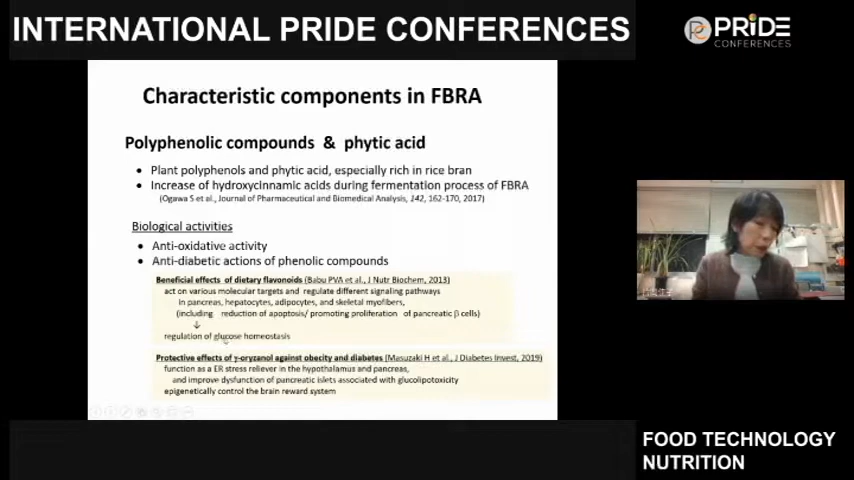 INTERNATIONAL PRIDE CONFERENCES
PRIDE
CONFERENCES
Characteristic components in FBRA
Polyphenolic compounds & phytic acid
• Plant polyphenols and phytic acid, especially rich in rice bran
• Increase of hydroxycinnamic acids during fermentation process of FBRA
(Ogawa S et al., Journal of Pharmaceutical and Biomedical Analysis, 142, 162-170, 2017)
Biological activities
• Anti-oxidative activity
• Anti-diabetic actions of phenolic compounds
Beneficial effects of dietary flavonoids (Babu PVA et al., J Nutr Biochem, 2013)
act on various molecular targets and regulate different signaling pathways
in pancreas, hepatocytes, adipocytes, and skeletal myofibers,
(including reduction of apoptosis/ promoting proliferation of pancreatic β cells)
↓
regulation of glucose homeostasis
Protective effects of γ-oryzanol against obecity and diabetes (Masuzaki H et al., J Diabetes Invest, 2019)
function as a ER stress reliever in the hypothalamus and pancreas,
and improve dysfunction of pancreatic islets associated with glucolipotoxicity
epigenetically control the brain reward system
FOOD TECHNOLOGY
NUTRITION